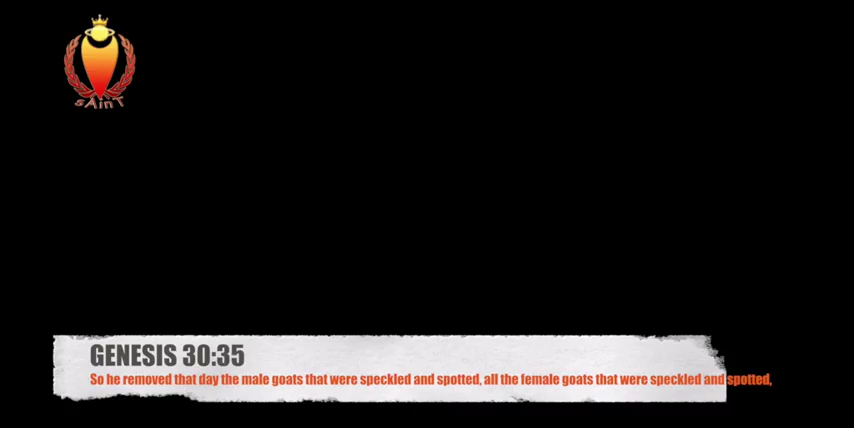 sAinT
GENESIS 30:35
So he removed that day the male goats that were speckled and spotted, all the female goats that were speckled and spotted,